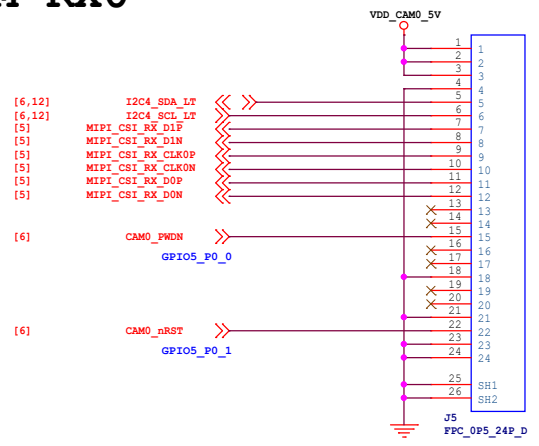 VDD_CAM0_5V
1 1
2 2
3 3
4 4
[6,12] I2C4_SDA_LT 5 5
[6,12] I2C4_SCL_LT 6 6
[5] MIPI_CSI_RX_D1P 7 7
[5] MIPI_CSI_RX_D1N 8 8
[5] MIPI_CSI_RX_CLK0P 9 9
[5] MIPI_CSI_RX_CLK0N 10 10
[5] MIPI_CSI_RX_D0P 11 11
[5] MIPI_CSI_RX_D0N 12 12
13 13
14 14
[6] CAM0_PWDN 15 15
GPIO5_P0_0
16 16
17 17
18 18
19 19
20 20
21 21
[6] CAM0_nRST 22 22
GPIO5_P0_1
23 23
24 24
25 SH1
26 SH2
J5
FPC_0P5_24P_D